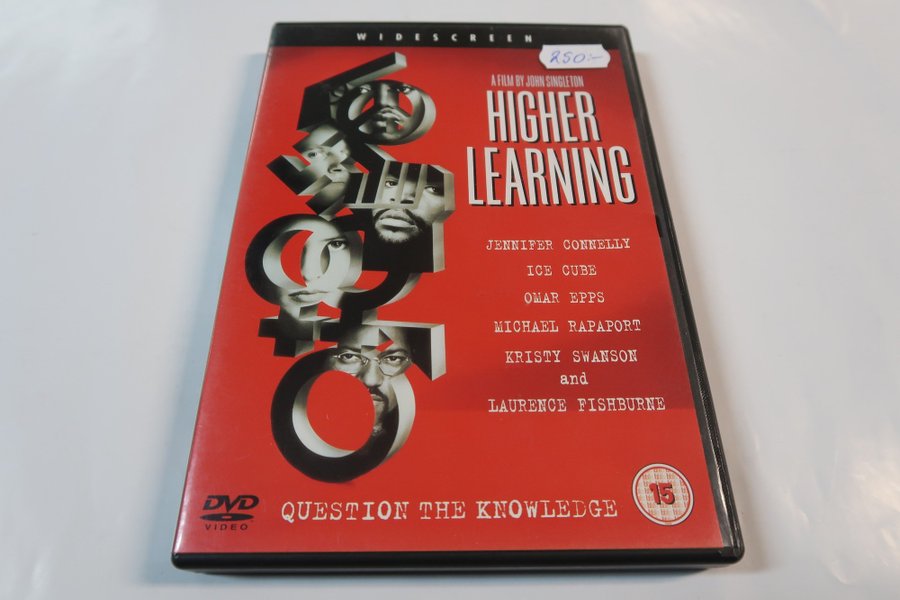 WIDESCREEN
250:-
A FILM BY JOHN SINGLETON
HIGHER
LEARNING
JENNIFER CONNELLY
ICE CUBE
OMAR EPPS
MICHAEL RAPAPORT
KRISTY SWANSON
and
LAURENCE FISHBURNE
DVD
VIDEO
QUESTION THE KNOWLEDGE
15